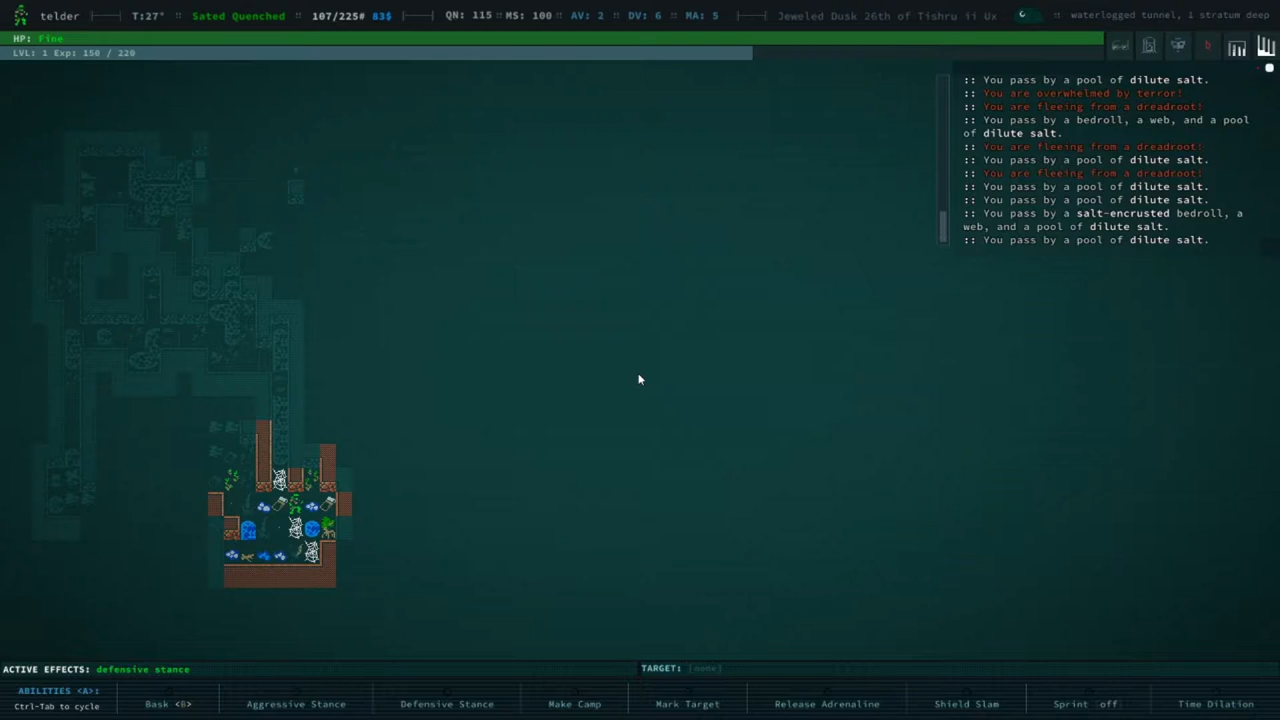 telder T:27° :: Sated Quenched :: 107/225# 83$ QN: 115 :: MS: 100 :: AV: 2 :: DV: 6 :: MA: 5 Jeweled Dusk 26th of Tishru ii Ux :: waterlogged tunnel, 1 stratum deep
HP: Fine
LVL: 1 Exp: 150 / 220
:: You pass by a pool of dilute salt.
:: You are overwhelmed by terror!
:: You are fleeing from a dreadroot!
:: You pass by a bedroll, a web, and a pool
of dilute salt.
:: You are fleeing from a dreadroot!
:: You pass by a pool of dilute salt.
:: You are fleeing from a dreadroot!
:: You pass by a pool of dilute salt.
:: You pass by a pool of dilute salt.
:: You pass by a salt-encrusted bedroll, a
web, and a pool of dilute salt.
:: You pass by a pool of dilute salt.
ACTIVE EFFECTS: defensive stance TARGET: [none]
ABILITIES <A>:
Ctrl-Tab to cycle
Bask <B> Aggressive Stance Defensive Stance Make Camp Mark Target Release Adrenaline Shield Slam Sprint off Time Dilation